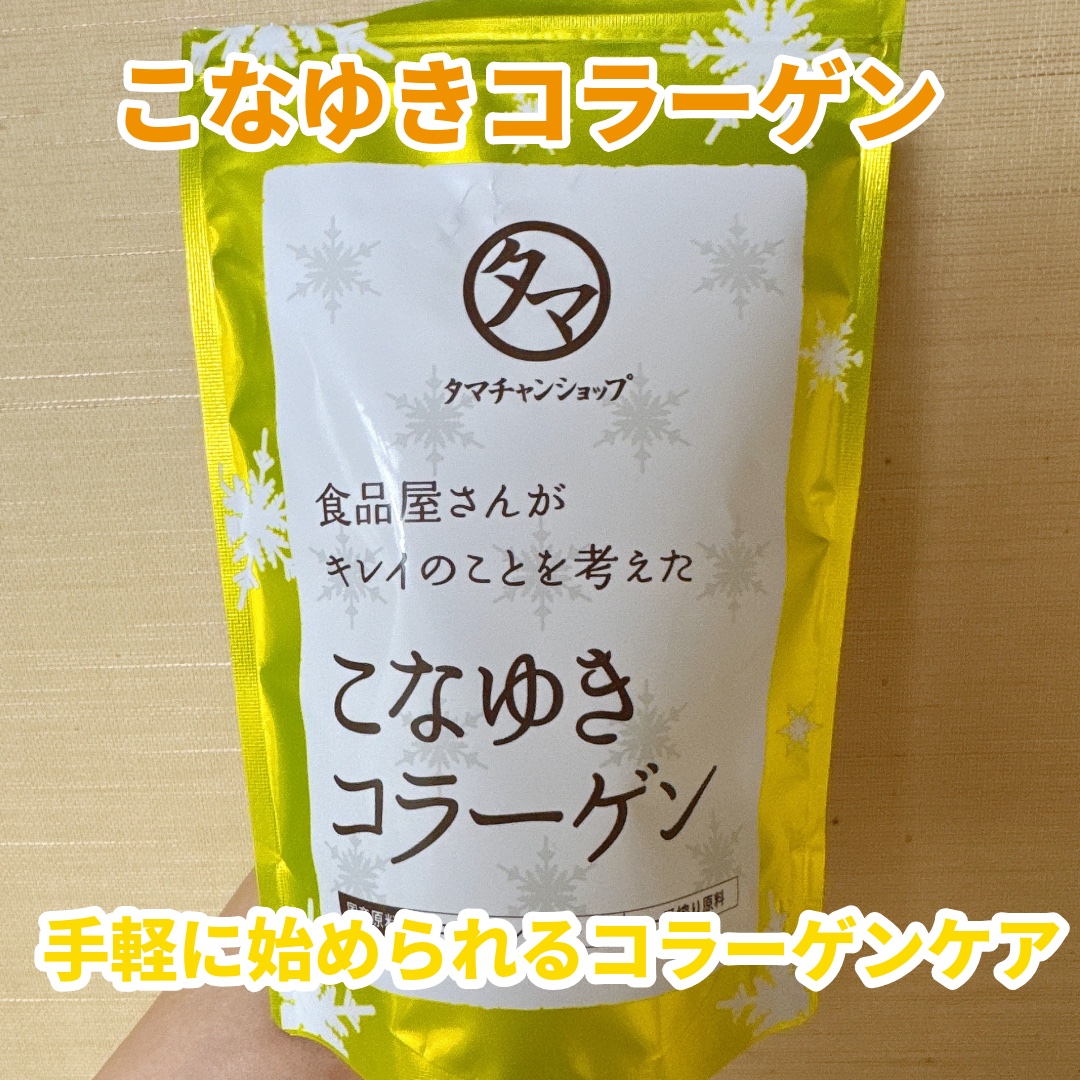 こなゆきコラーゲン
タマ
タマチャンショップ
食品屋さんが
キレイのことを考えた
こなゆき
コラーゲン
手軽に始められるコラーゲンケア